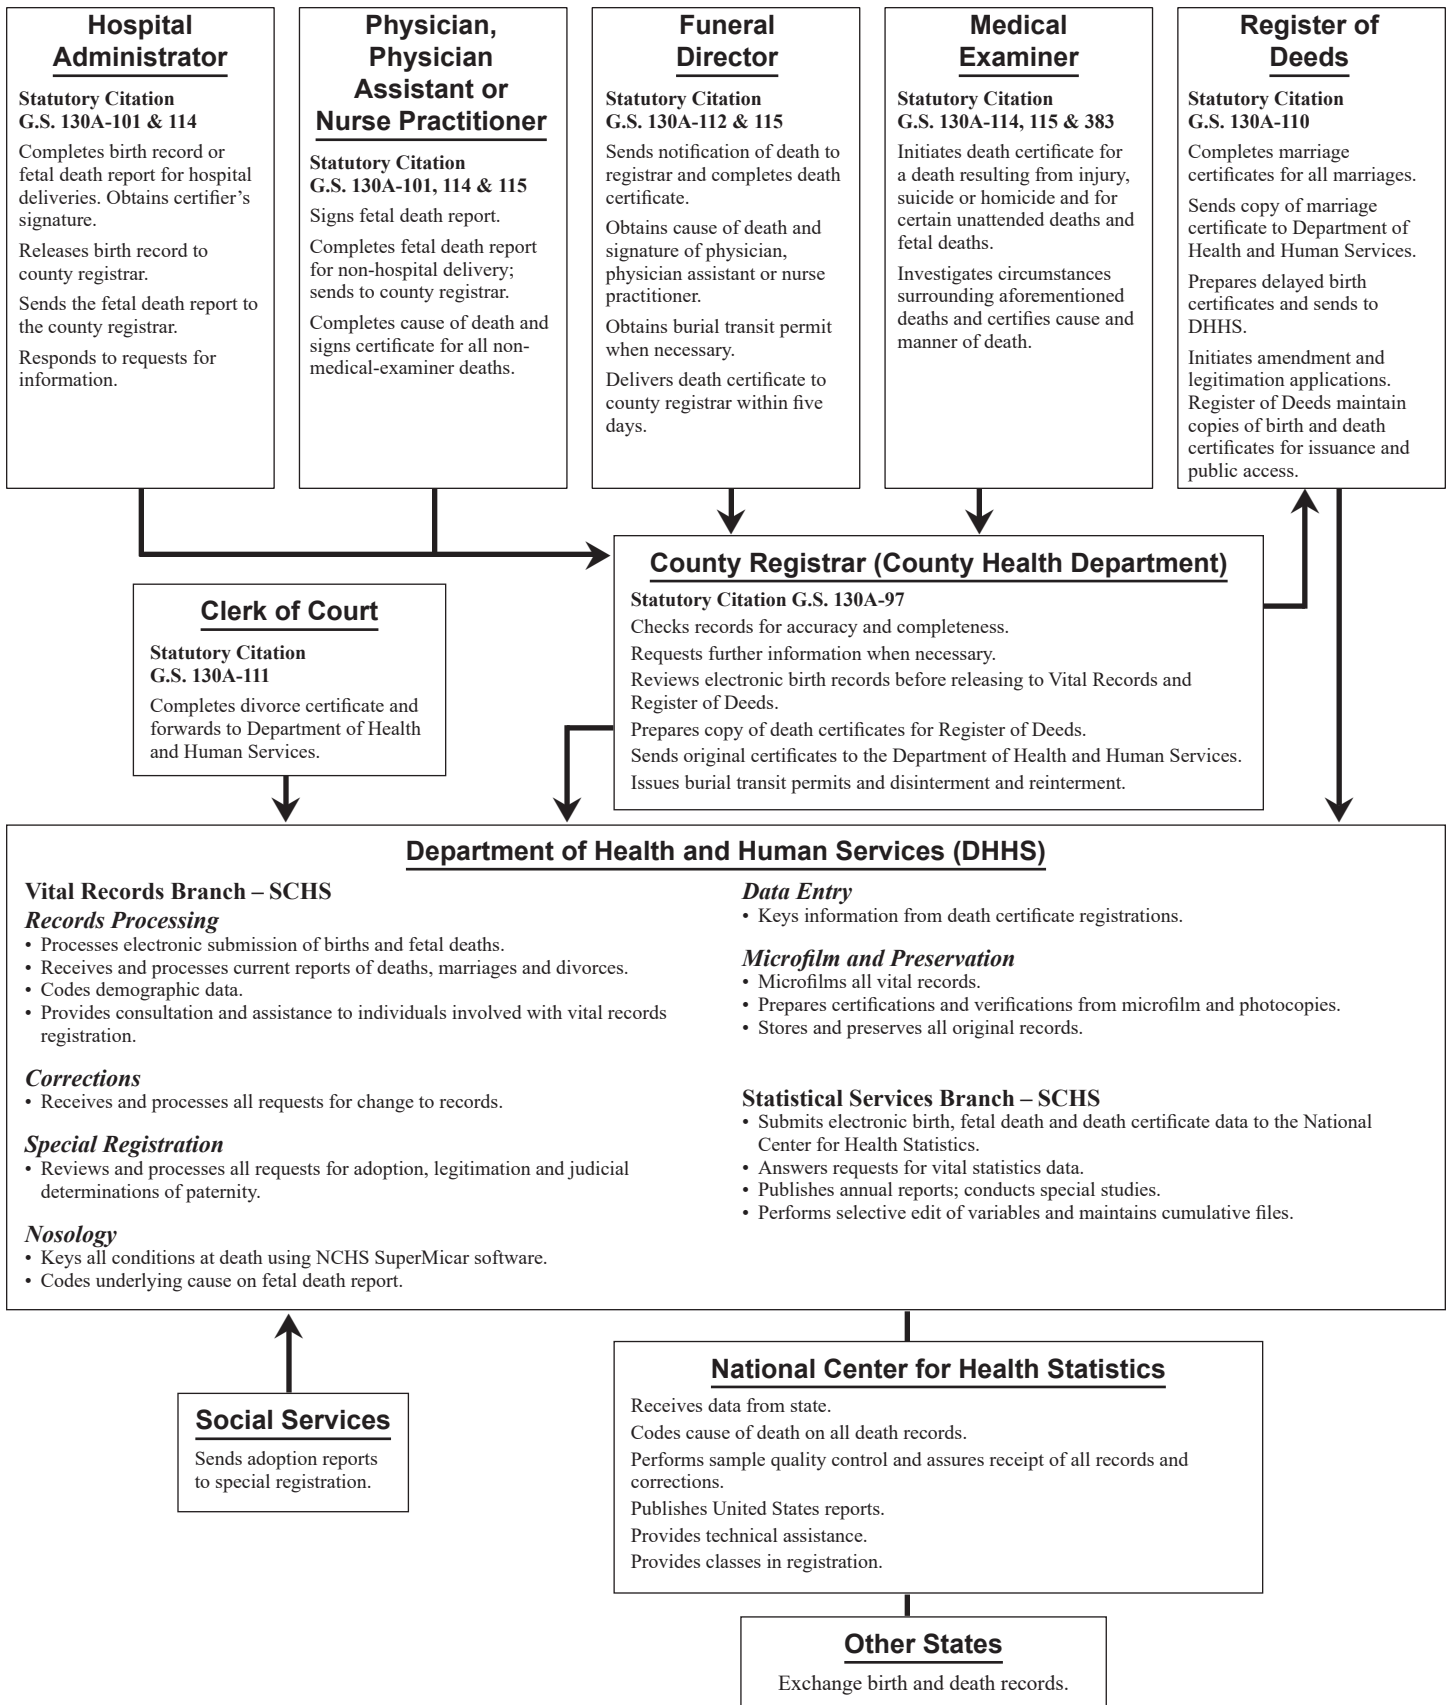 Hospital
Administrator
Statutory Citation
G.S. 130A-101 & 114
Completes birth record or
fetal death report for hospital
deliveries. Obtains certifier’s
signature.
Releases birth record to
county registrar.
Sends the fetal death report to
the county registrar.
Responds to requests for
information.
Physician,
Physician
Assistant or
Nurse Practitioner
Statutory Citation
G.S. 130A-101, 114 & 115
Signs fetal death report.
Completes fetal death report
for non-hospital delivery;
sends to county registrar.
Completes cause of death and
signs certificate for all non-
medical-examiner deaths.
Funeral
Director
Statutory Citation
G.S. 130A-112 & 115
Sends notification of death to
registrar and completes death
certificate.
Obtains cause of death and
signature of physician,
physician assistant or nurse
practitioner.
Obtains burial transit permit
when necessary.
Delivers death certificate to
county registrar within five
days.
Medical
Examiner
Statutory Citation
G.S. 130A-114, 115 & 383
Initiates death certificate for
a death resulting from injury,
suicide or homicide and for
certain unattended deaths and
fetal deaths.
Investigates circumstances
surrounding aforementioned
deaths and certifies cause and
manner of death.
Register of
Deeds
Statutory Citation
G.S. 130A-110
Completes marriage
certificates for all marriages.
Sends copy of marriage
certificate to Department of
Health and Human Services.
Prepares delayed birth
certificates and sends to
DHHS.
Initiates amendment and
legitimation applications.
Register of Deeds maintain
copies of birth and death
certificates for issuance and
public access.
County Registrar (County Health Department)
Statutory Citation G.S. 130A-97
Checks records for accuracy and completeness.
Requests further information when necessary.
Reviews electronic birth records before releasing to Vital Records and
Register of Deeds.
Prepares copy of death certificates for Register of Deeds.
Sends original certificates to the Department of Health and Human Services.
Issues burial transit permits and disinterment and reinterment.
Clerk of Court
Statutory Citation
G.S. 130A-111
Completes divorce certificate and
forwards to Department of Health
and Human Services.
Department of Health and Human Services (DHHS)
Vital Records Branch – SCHS
Records Processing
• Processes electronic submission of births and fetal deaths.
• Receives and processes current reports of deaths, marriages and divorces.
• Codes demographic data.
• Provides consultation and assistance to individuals involved with vital records
registration.
Corrections
• Receives and processes all requests for change to records.
Special Registration
• Reviews and processes all requests for adoption, legitimation and judicial
determinations of paternity.
Nosology
• Keys all conditions at death using NCHS SuperMicar software.
• Codes underlying cause on fetal death report.
Data Entry
• Keys information from death certificate registrations.
Microfilm and Preservation
• Microfilms all vital records.
• Prepares certifications and verifications from microfilm and photocopies.
• Stores and preserves all original records.
Statistical Services Branch – SCHS
• Submits electronic birth, fetal death and death certificate data to the National
Center for Health Statistics.
• Answers requests for vital statistics data.
• Publishes annual reports; conducts special studies.
• Performs selective edit of variables and maintains cumulative files.
Social Services
Sends adoption reports
to special registration.
National Center for Health Statistics
Receives data from state.
Codes cause of death on all death records.
Performs sample quality control and assures receipt of all records and
corrections.
Publishes United States reports.
Provides technical assistance.
Provides classes in registration.
Other States
Exchange birth and death records.